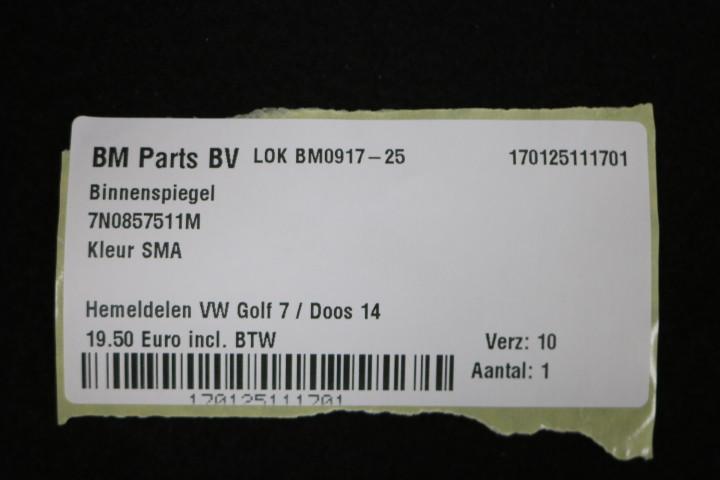 BM Parts BV LOK BM0917-25 170125111701
Binnenspiegel
7N0857511M
Kleur SMA
Hemeldelen VW Golf 7 / Doos 14
19.50 Euro incl. BTW Verz: 10
Aantal: 1
170125111701